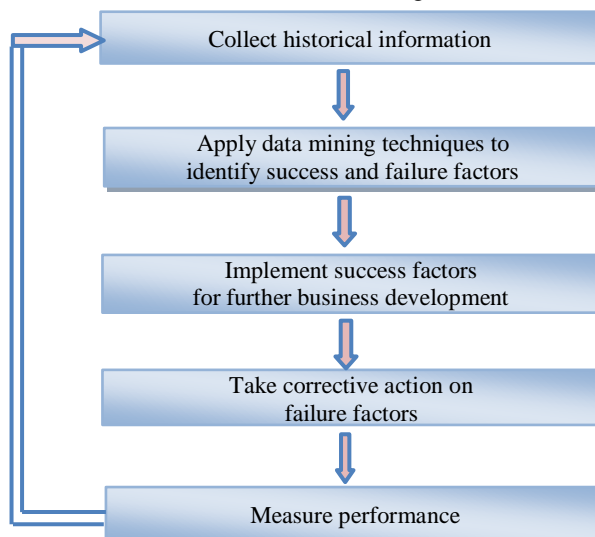 Collect historical information
Apply data mining techniques to
identify success and failure factors
Implement success factors
for further business development
Take corrective action on
failure factors
Measure performance